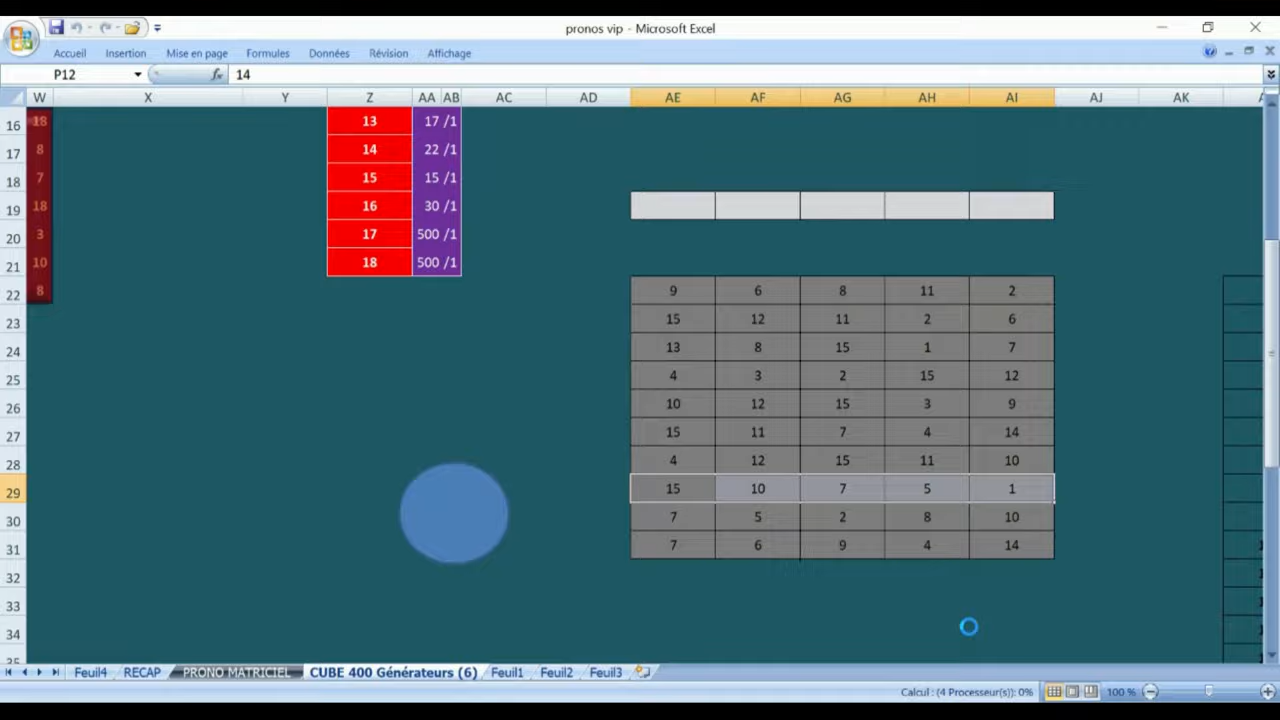 pronos vip - Microsoft Excel
Accueil Insertion Mise en page Formules Données Révision Affichage
P12 fx 14
W X Y Z AA AB AC AD AE AF AG AH AI AJ AK
16 18 13 17 /1
17 8 14 22 /1
18 7 15 15 /1
19 18 16 30 /1
20 3 17 500 /1
21 10 18 500 /1
22 8 9 6 8 11 2
23 15 12 11 2 6
24 13 8 15 1 7
25 4 3 2 15 12
26 10 12 15 3 9
27 15 11 7 4 14
28 4 12 15 11 10
29 15 10 7 5 1
30 7 5 2 8 10
31 7 6 9 4 14
32
33
34
35
Feuil4 RECAP PRONO MATRICIEL CUBE 400 Générateurs (6) Feuil1 Feuil2 Feuil3
Calcul : (4 Processeur(s)): 0% 100 %